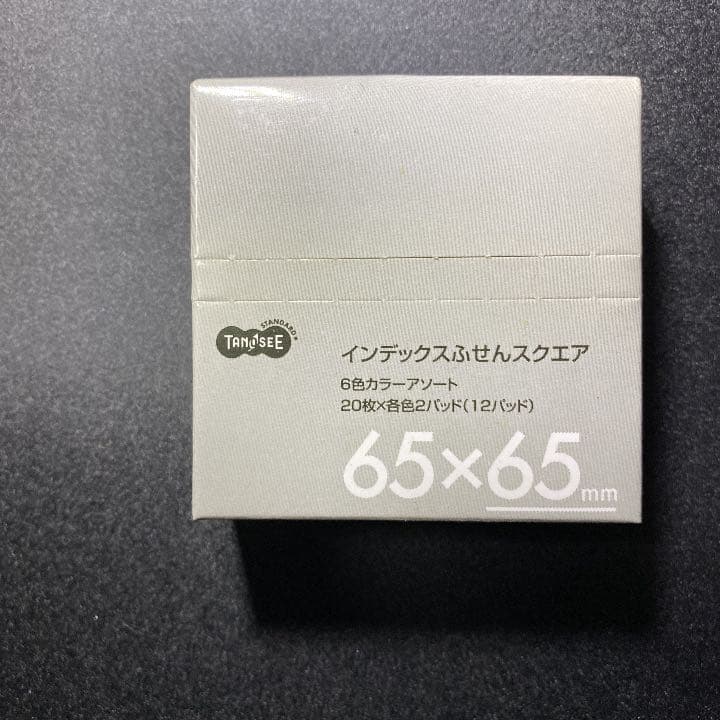 STANDARD+
TANOSEE
インデックスふせんスクエア
6色カラーアソート
20枚×各色2パッド(12パッド)
65×65mm